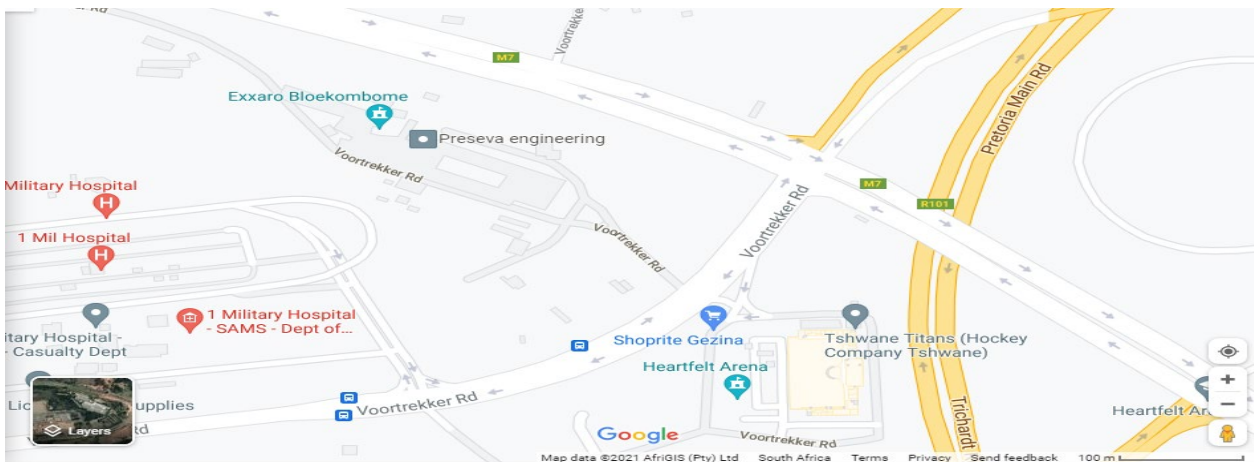 Rd
M7
Voortrekke
Exxaro Bloekombome
Preseva engineering
Voortrekker Rd
Pretoria Main Rd
Military Hospital
M7
R101
1 Mil Hospital
Voortrekker Rd
Voortrekker Rd
1 Military Hospital
- SAMS - Dept of...
itary Hospital -
- Casualty Dept
Shoprite Gezina
Tshwane Titans (Hockey
Company Tshwane)
Heartfelt Arena
Lic
upplies
Layers
Voortrekker Rd
Trichardt
Heartfelt Ar
Google
Voortrekker Rd
Map data ©2021 AfriGIS (Pty) Ltd South Africa Terms Privacy Send feedback 100 m